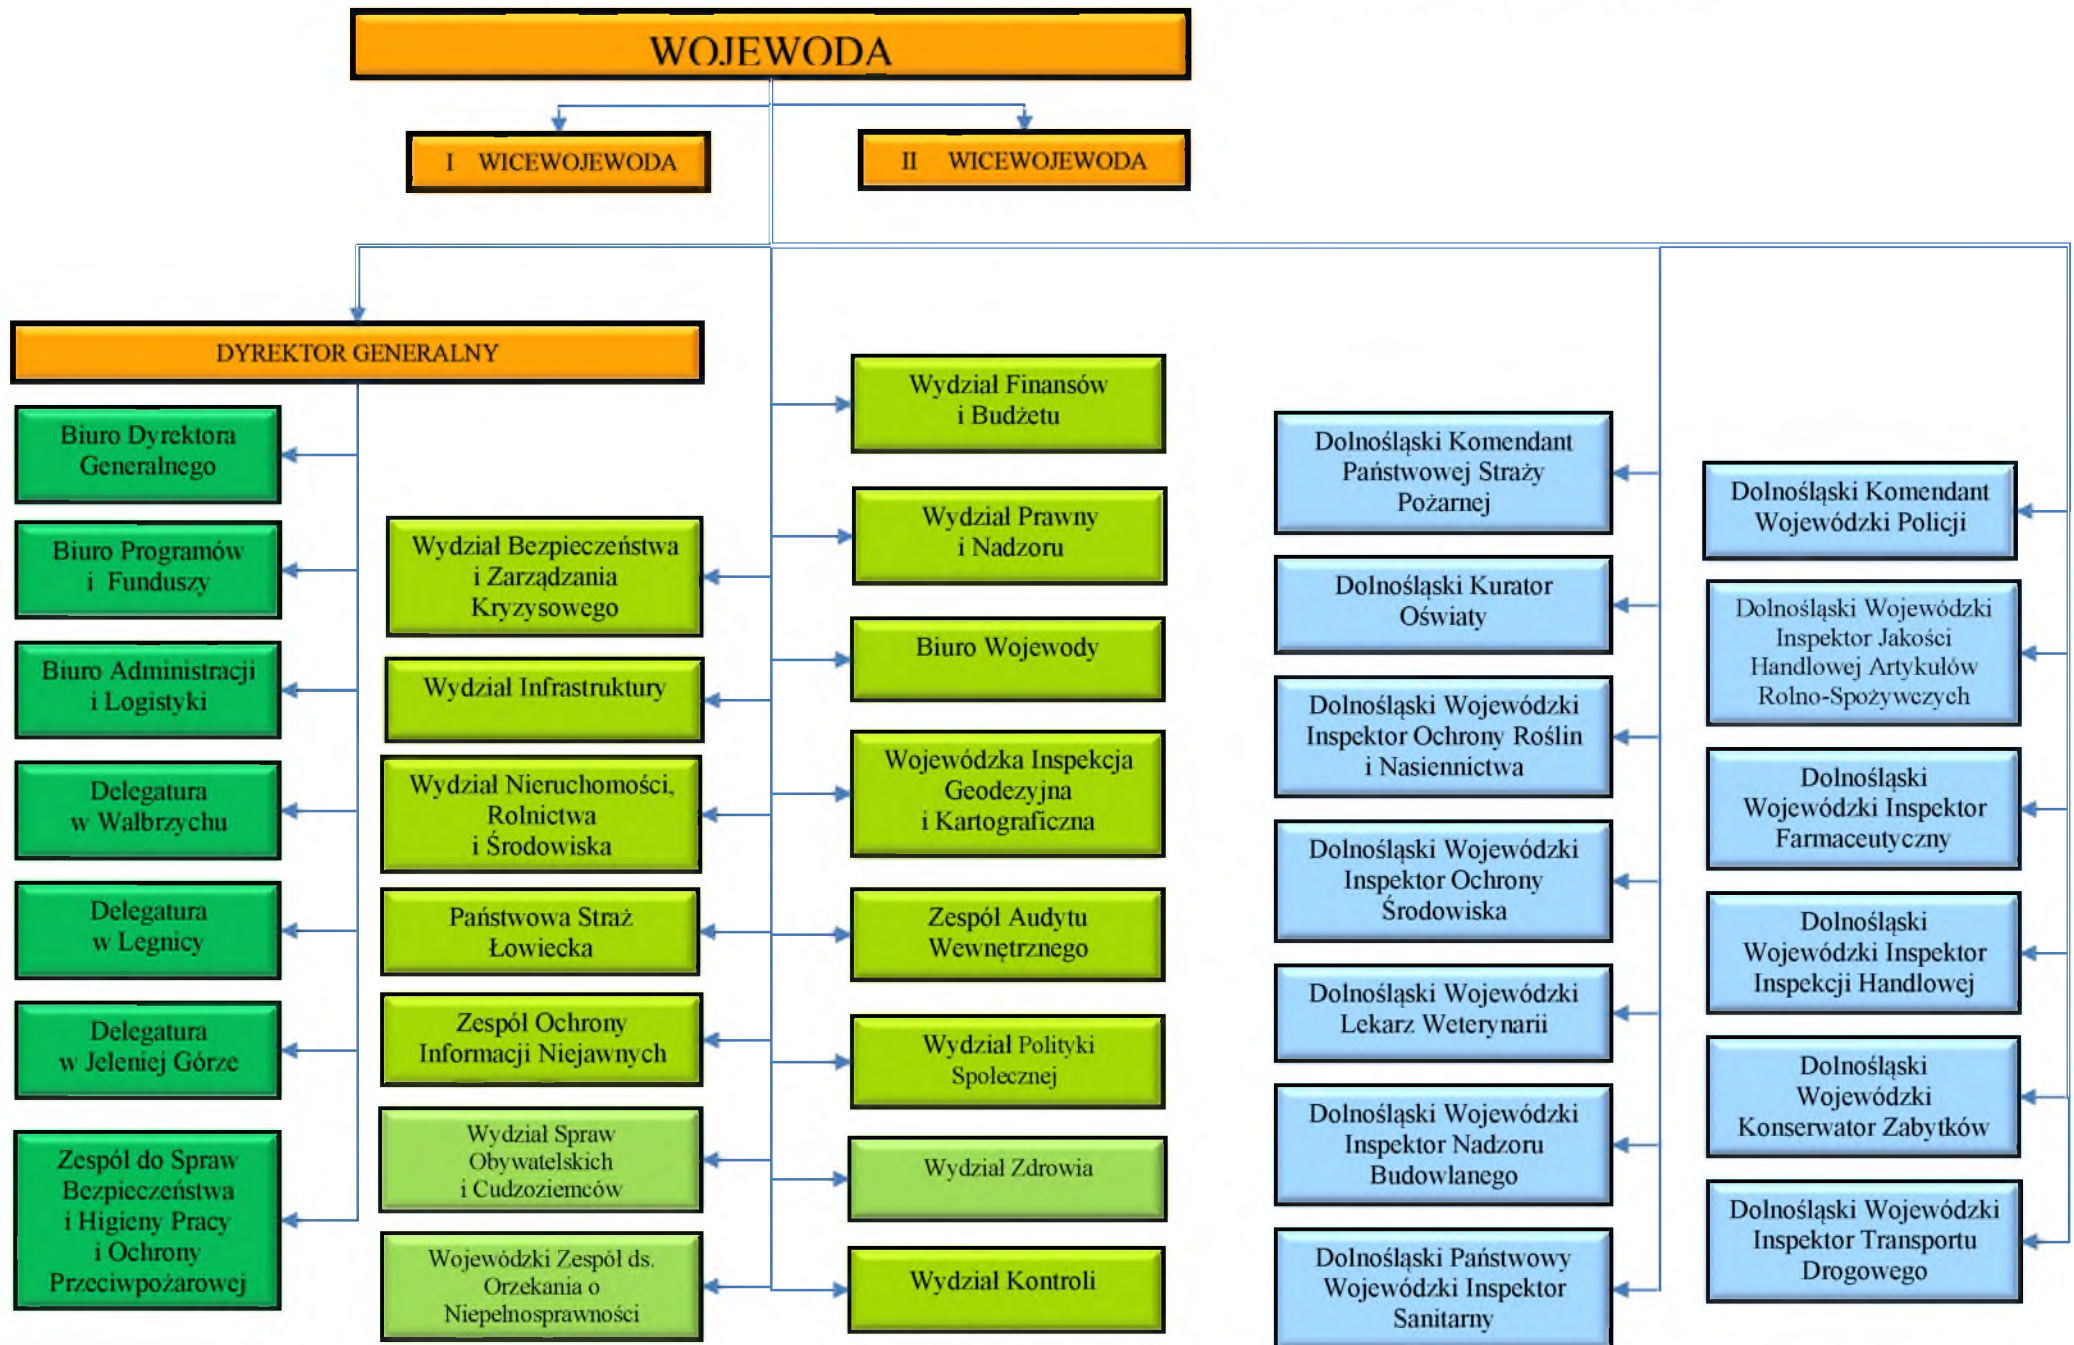 WOJEWODA
I WICEWOJEWODA
II WICEWOJEWODA
DYREKTOR GENERALNY
Biuro Dyrektora
Generalnego
Biuro Programów
i Funduszy
Biuro Administracji
i Logistyki
Delegatura
w Wałbrzychu
Delegatura
w Legnicy
Delegatura
w Jeleniej Górze
Zespół do Spraw
Bezpieczeństwa
i Higieny Pracy
i Ochrony
Przeciwpożarowej
Wydział Bezpieczeństwa
i Zarządzania
Kryzysowego
Wydział Infrastruktury
Wydział Nieruchomości,
Rolnictwa
i Środowiska
Państwowa Straż
Łowiecka
Zespół Ochrony
Informacji Niejawnych
Wydział Spraw
Obywatelskich
i Cudzoziemców
Wojewódzki Zespół ds.
Orzekania o
Niepełnosprawności
Wydział Finansów
i Budżetu
Wydział Prawny
i Nadzoru
Biuro Wojewody
Wojewódzka Inspekcja
Geodezyjna
i Kartograficzna
Zespół Audytu
Wewnętrznego
Wydział Polityki
Społecznej
Wydział Zdrowia
Wydział Kontroli
Dolnośląski Komendant
Państwowej Straży
Pożarnej
Dolnośląski Kurator
Oświaty
Dolnośląski Wojewódzki
Inspektor Ochrony Roślin
i Nasiennictwa
Dolnośląski Wojewódzki
Inspektor Ochrony
Środowiska
Dolnośląski Wojewódzki
Lekarz Weterynarii
Dolnośląski Wojewódzki
Inspektor Nadzoru
Budowlanego
Dolnośląski Państwowy
Wojewódzki Inspektor
Sanitarny
Dolnośląski Komendant
Wojewódzki Policji
Dolnośląski Wojewódzki
Inspektor Jakości
Handlowej Artykułów
Rolno-Spożywczych
Dolnośląski
Wojewódzki Inspektor
Farmaceutyczny
Dolnośląski
Wojewódzki Inspektor
Inspekcji Handlowej
Dolnośląski
Wojewódzki
Konserwator Zabytków
Dolnośląski Wojewódzki
Inspektor Transportu
Drogowego